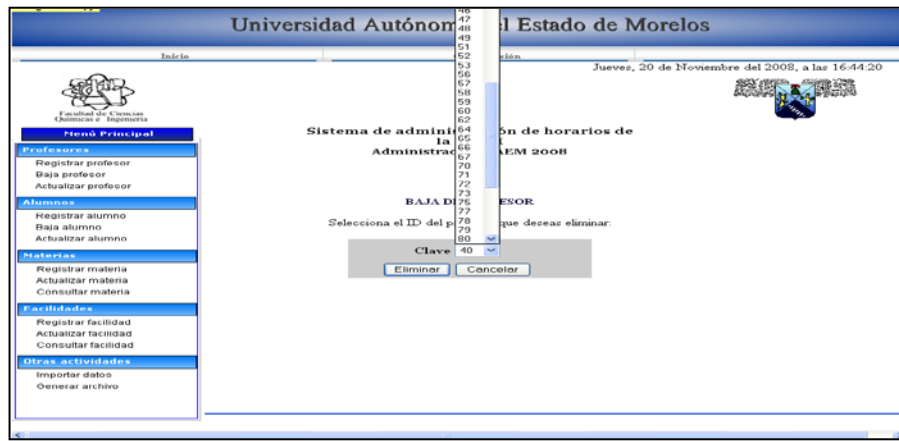 Universidad Autónom el Estado de Morelos
Inicio ión
Jueves, 20 de Noviembre del 2008, a las 16:44:20
Facultad de Ciencias
Químicas e Ingeniería
Menú Principal
Profesores
Registrar profesor
Baja profesor
Actualizar profesor
Alumnos
Registrar alumno
Baja alumno
Actualizar alumno
Materias
Registrar materia
Actualizar materia
Consultar materia
Facilidades
Registrar facilidad
Actualizar facilidad
Consultar facilidad
Otras actividades
Importar datos
Generar archivo
Sistema de admini ón de horarios de
la
Administra EM 2008
BAJA D ESOR
Selecciona el ID del p que deseas eliminar:
46
47
48
49
51
52
53
56
57
58
59
60
62
64
65
66
67
70
71
72
73
75
77
78
79
80
Clave 40
Eliminar Cancelar